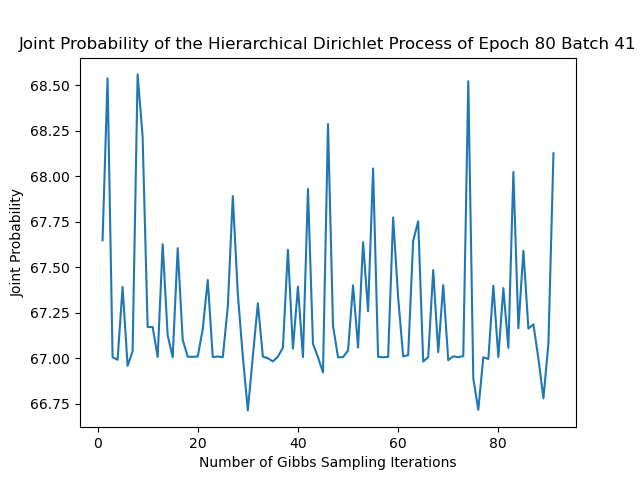 Joint Probability of the Hierarchical Dirichlet Process of Epoch 80 Batch 41
68.50
68.25
68.00
67.75
67.50
67.25
67.00
66.75
Joint Probability
0 20 40 60 80
Number of Gibbs Sampling Iterations